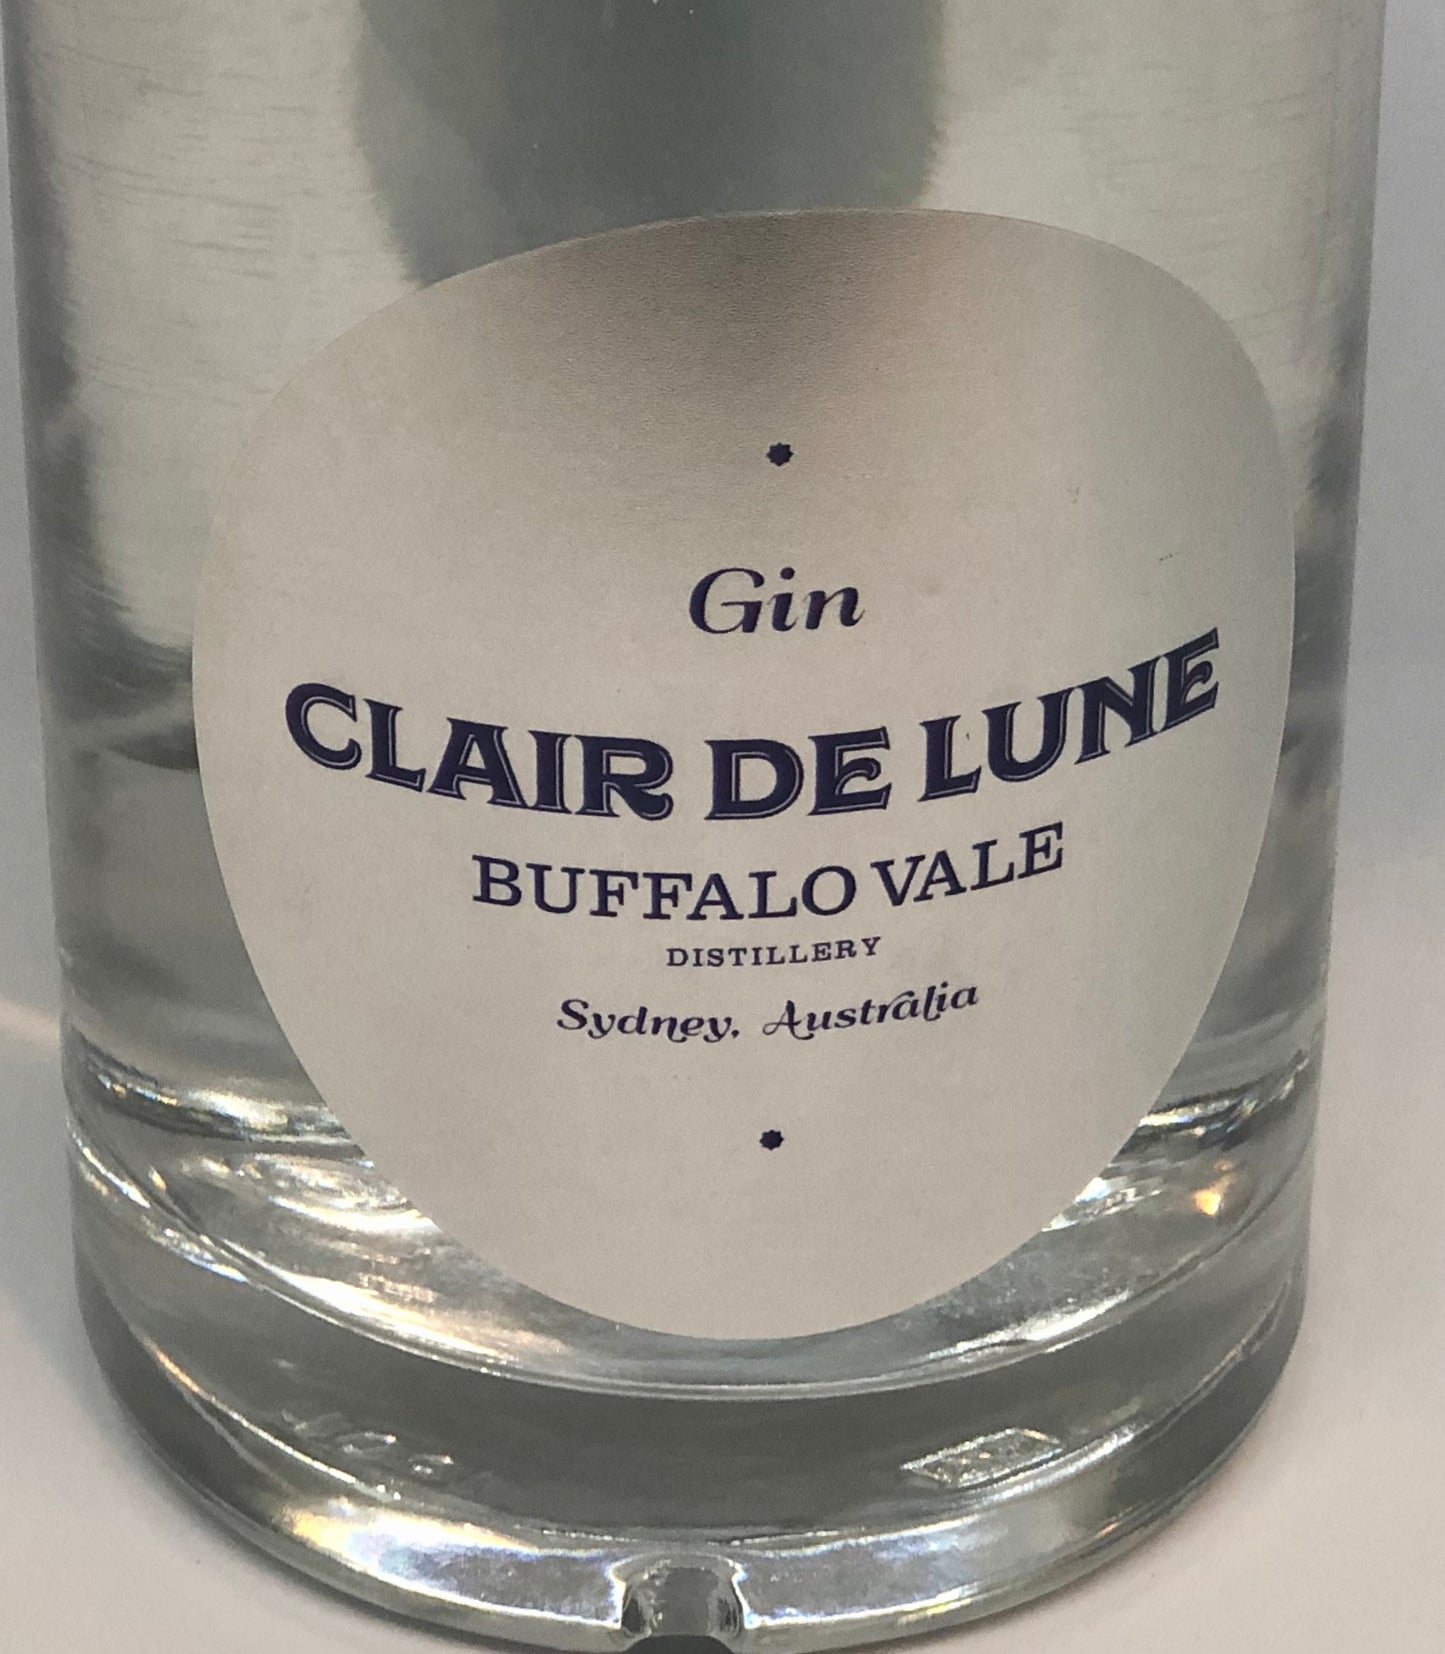 Gin
CLAIR DE LUNE
BUFFALO VALE
DISTILLERY
Sydney, Australia